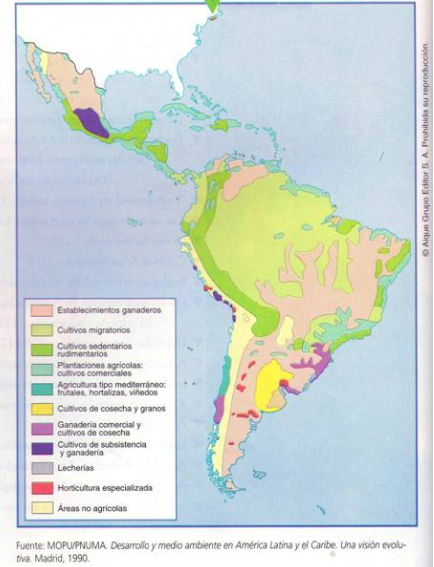 © Aique Grupo Editor S. A. Prohibida su reproducción.
Establecimientos ganaderos
Cultivos migratorios
Cultivos sedentarios
rudimentarios
Plantaciones agrícolas:
cultivos comerciales
Agricultura tipo mediterráneo:
frutales, hortalizas, viñedos
Cultivos de cosecha y granos
Ganadería comercial y
cultivos de cosecha
Cultivos de subsistencia
y ganadería
Lecherías
Horticultura especializada
Áreas no agrícolas
Fuente: MOPU/PNUMA. Desarrollo y medio ambiente en América Latina y el Caribe. Una visión evolu-
tiva. Madrid, 1990.